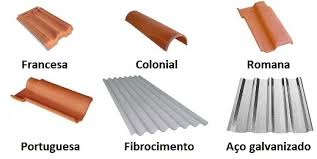 Francesa
Colonial
Romana
Portuguesa
Fibrocimento
Aço galvanizado